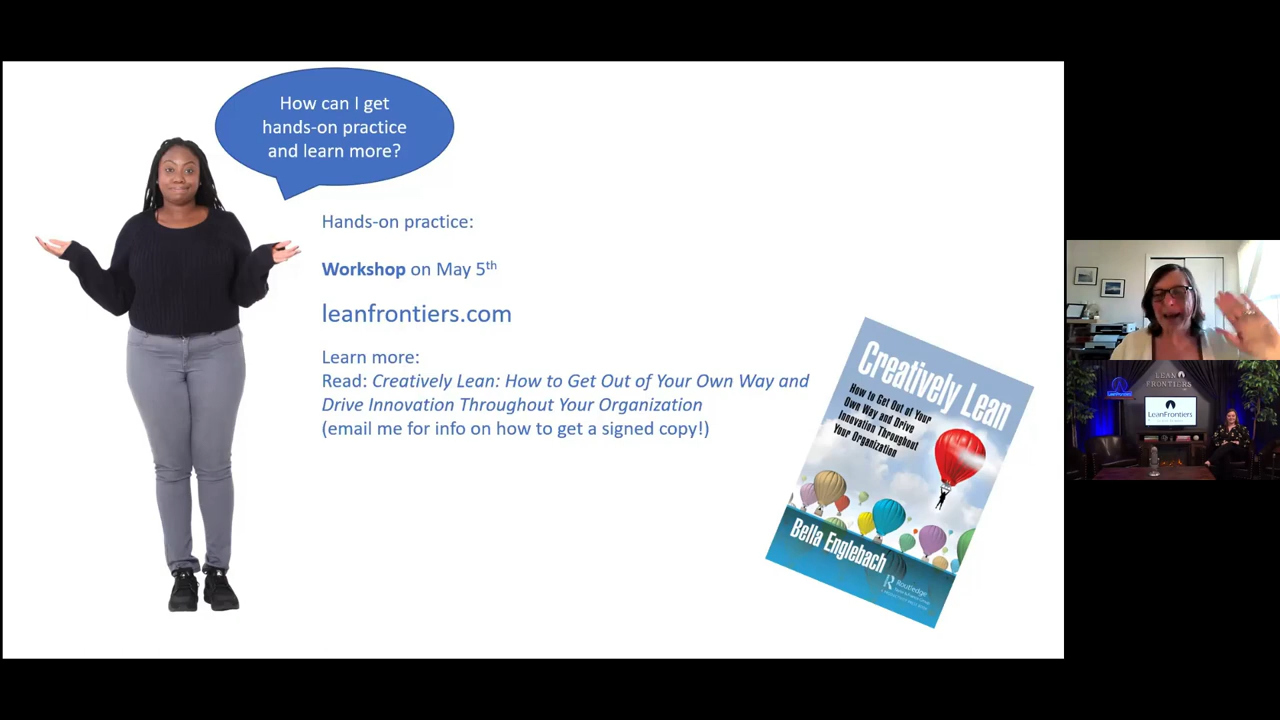 How can I get
hands-on practice
and learn more?
Hands-on practice:
Workshop on May 5th
leanfrontiers.com
Learn more:
Read: Creatively Lean: How to Get Out of Your Own Way and
Drive Innovation Throughout Your Organization
(email me for info on how to get a signed copy!)
Creatively Lean
How to Get Out of Your
Own Way and Drive
Innovation Throughout
Your Organization
Bella Englebach
Routledge
LEAN
FRONTIERS
LeanFrontiers